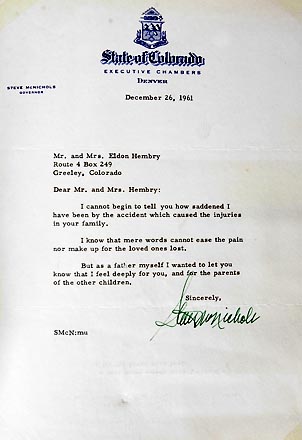 State of Colorado
EXECUTIVE CHAMBERS
DENVER
STEVE McNICHOLS
GOVERNOR
December 26, 1961
Mr. and Mrs. Eldon Hembry
Route 4 Box 249
Greeley, Colorado
Dear Mr. and Mrs. Hembry:
I cannot begin to tell you how saddened I
have been by the accident which caused the injuries
in your family.
I know that mere words cannot ease the pain
nor make up for the loved ones lost.
But as a father myself I wanted to let you
know that I feel deeply for you, and for the parents
of the other children.
Sincerely,
Steve McNichols
SMcN:mu